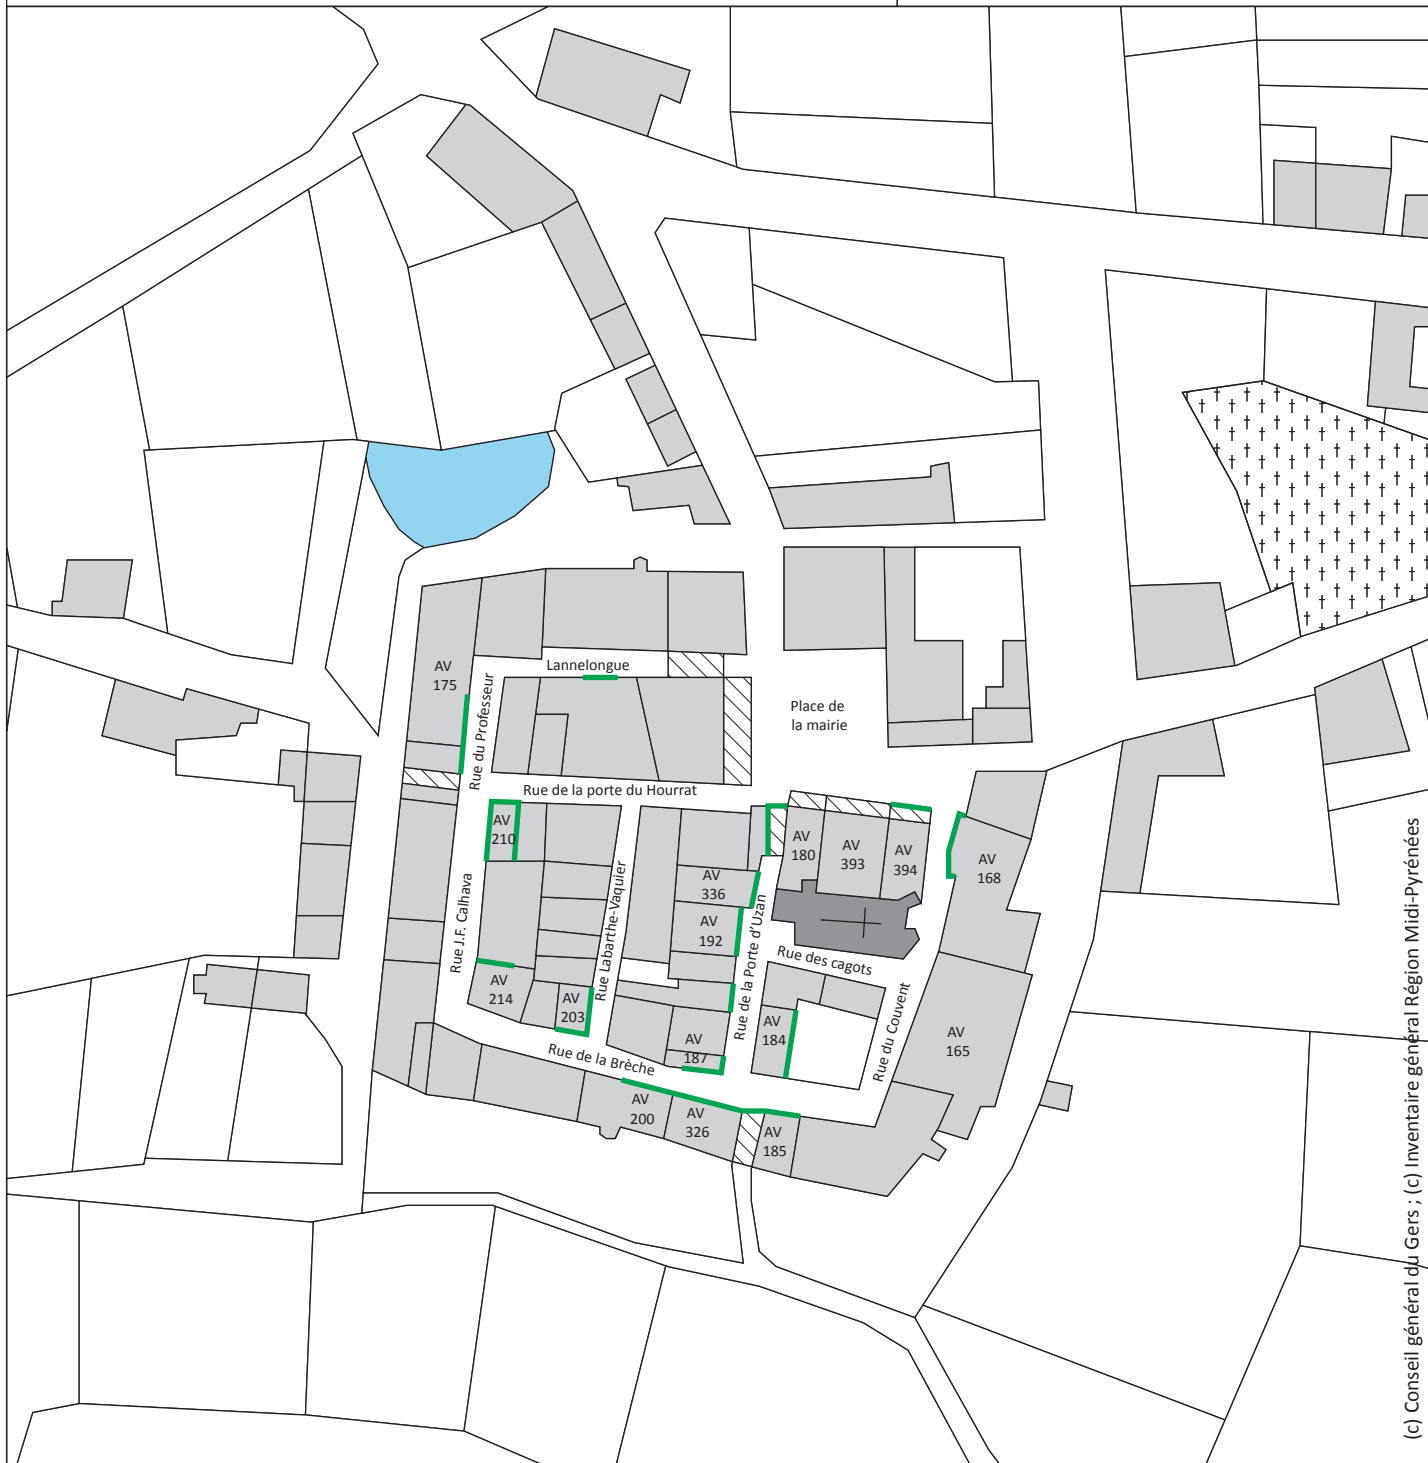 Lannelongue
AV
175
Rue du Professeur
Place de
la mairie
Rue de la porte du Hourrat
AV
210
AV
180
AV
393
AV
394
AV
168
AV
336
AV
192
Rue J.F. Calhava
Rue Labarthe-Vaquier
Rue de la Porte d'Uzan
Rue des cagots
AV
214
AV
203
AV
187
AV
184
Rue du Couvent
AV
165
Rue de la Brèche
AV
200
AV
326
AV
185
(c) Conseil général du Gers ; (c) Inventaire général Région Midi-Pyrénées